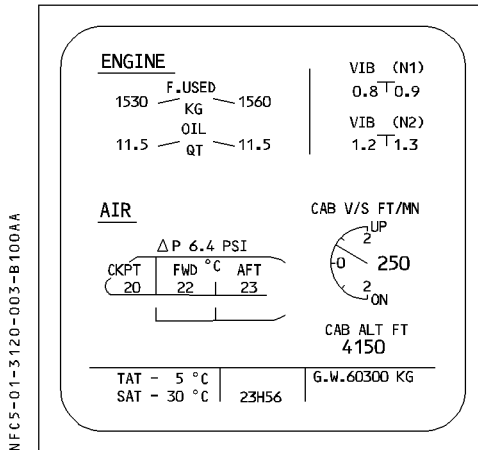 ENGINE
F.USED
1530 KG 1560
OIL
11.5 QT 11.5
VIB (N1)
0.8 0.9
VIB (N2)
1.2 1.3
AIR
ΔP 6.4 PSI
°C
CKPT FWD AFT
20 22 23
CAB V/S FT/MN
UP
2
0 250
2
ON
CAB ALT FT
4150
TAT - 5 °C
SAT - 30 °C
23H56
G.W.60300 KG
NFC5-01-3120-003-B100AA